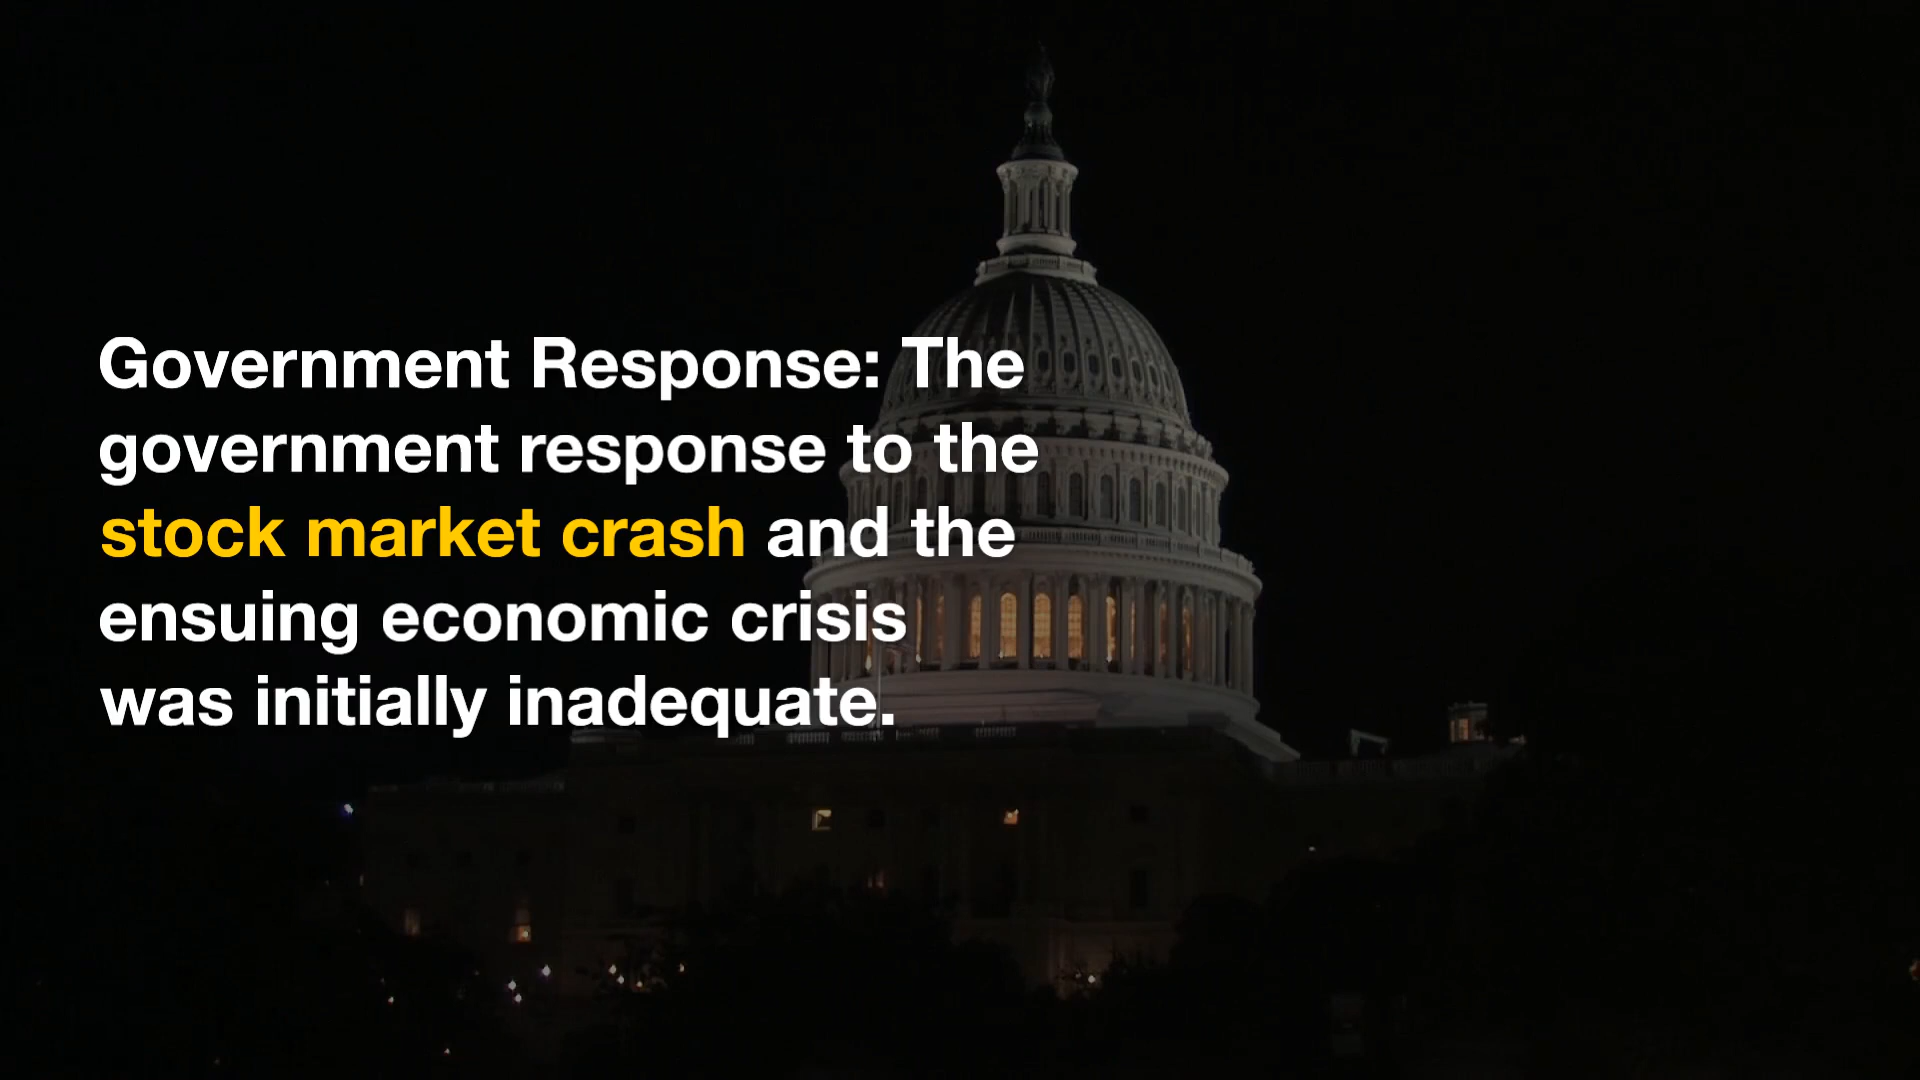 Government Response: The
government response to the
stock market crash and the
ensuing economic crisis
was initially inadequate.